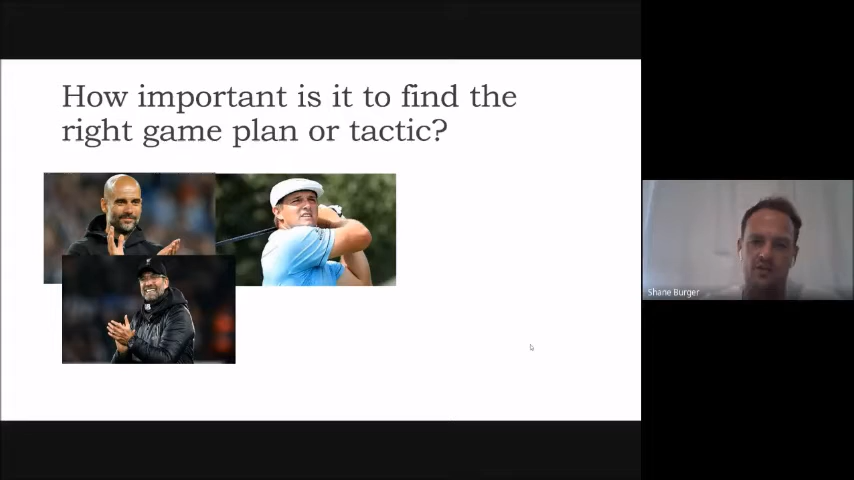 How important is it to find the
right game plan or tactic?
Shane Burger